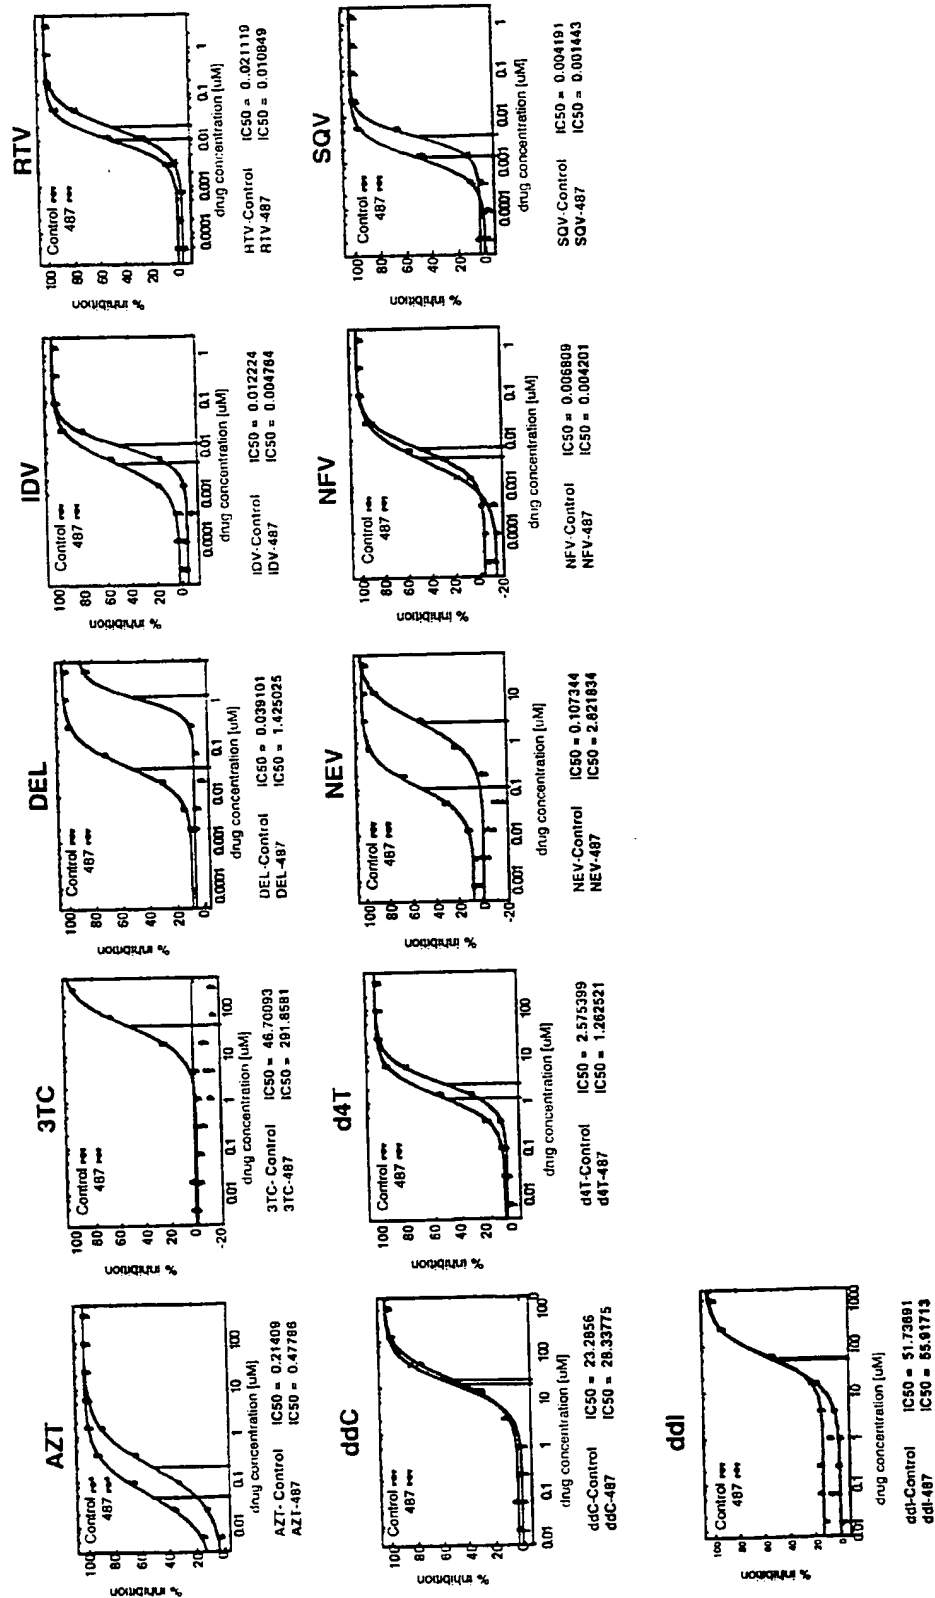 AZT
Control
487
% inhibition
100
80
60
40
20
0
0.01 0.1 1 10 100
drug concentration [uM]
AZT-Control IC50 = 0.21409
AZT-487 IC50 = 0.47786
3TC
Control
487
% inhibition
100
80
60
40
20
0
-20
0.01 0.1 1 10 100
drug concentration [uM]
3TC-Control IC50 = 46.70093
3TC-487 IC50 = 291.8581
DEL
Control
487
% inhibition
100
80
60
40
20
0
0.0001 0.001 0.01 0.1 1
drug concentration [uM]
DEL-Control IC50 = 0.039101
DEL-487 IC50 = 1.425025
IDV
Control
487
% inhibition
100
80
60
40
20
0
0.0001 0.001 0.01 0.1 1
drug concentration [uM]
IDV-Control IC50 = 0.012224
IDV-487 IC50 = 0.004764
RTV
Control
487
% inhibition
100
80
60
40
20
0
0.0001 0.001 0.01 0.1 1
drug concentration [uM]
RTV-Control IC50 = 0..021119
RTV-487 IC50 = 0.010849
ddC
Control
487
% inhibition
100
80
60
40
20
0
0.01 0.1 1 10 100
drug concentration [uM]
ddC-Control IC50 = 23.2856
ddC-487 IC50 = 28.33775
d4T
Control
487
% inhibition
100
80
60
40
20
0
0.01 0.1 1 10 100
drug concentration [uM]
d4T-Control IC50 = 2.575399
d4T-487 IC50 = 1.262521
NEV
Control
487
% inhibition
100
80
60
40
20
0
-20
0.001 0.01 0.1 1 10
drug concentration [uM]
NEV-Control IC50 = 0.107344
NEV-487 IC50 = 2.821834
NFV
Control
487
% inhibition
100
80
60
40
20
0
-20
0.0001 0.001 0.01 0.1 1
drug concentration [uM]
NFV-Control IC50 = 0.006809
NFV-487 IC50 = 0.004201
SQV
Control
487
% inhibition
100
80
60
40
20
0
0.0001 0.001 0.01 0.1 1
drug concentration [uM]
SQV-Control IC50 = 0.004191
SQV-487 IC50 = 0.001443
ddI
Control
487
% inhibition
100
80
60
40
20
0
0.01 0.1 1 10 100 1000
drug concentration [uM]
ddI-Control IC50 = 51.73691
ddI-487 IC50 = 55.91713